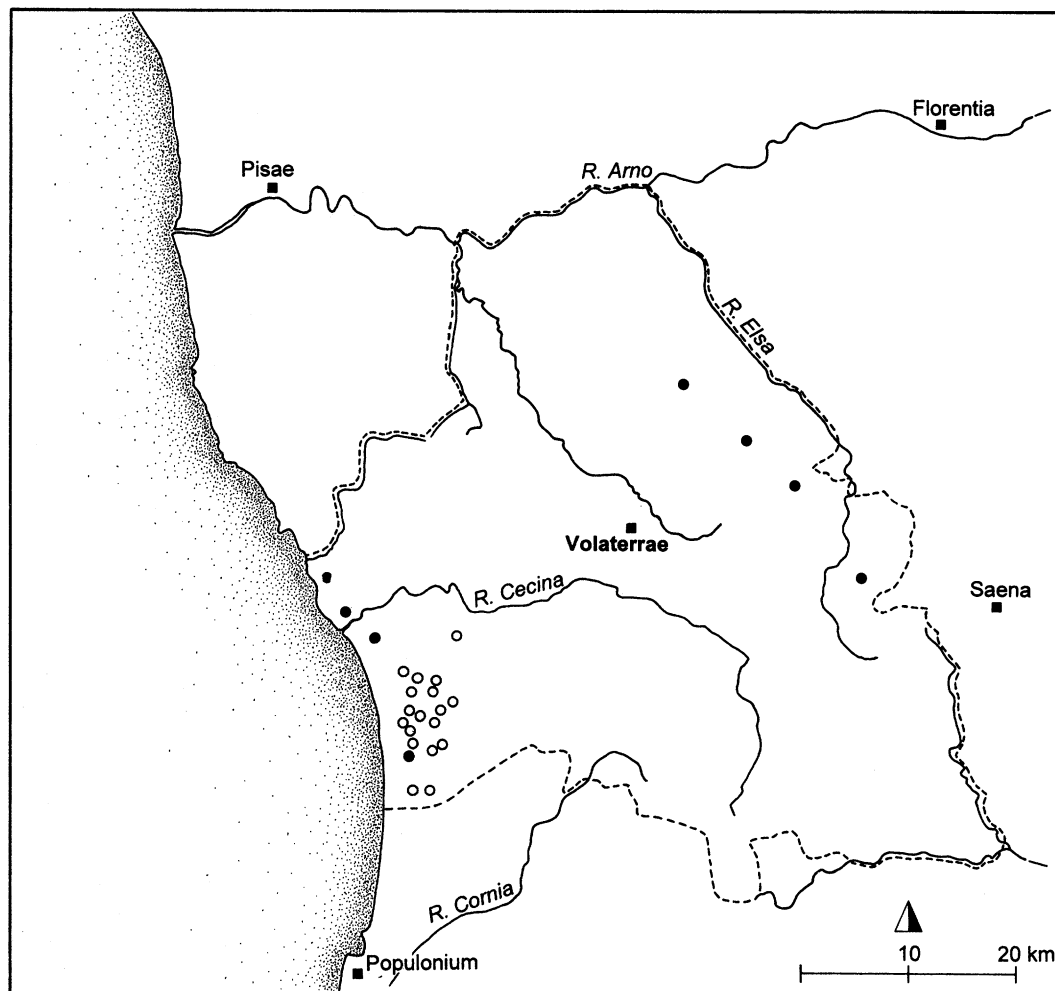 Florentia
Pisae
R. Arno
R. Elsa
Volaterrae
R. Cecina
Saena
R. Cornia
Populonium
10 20 km